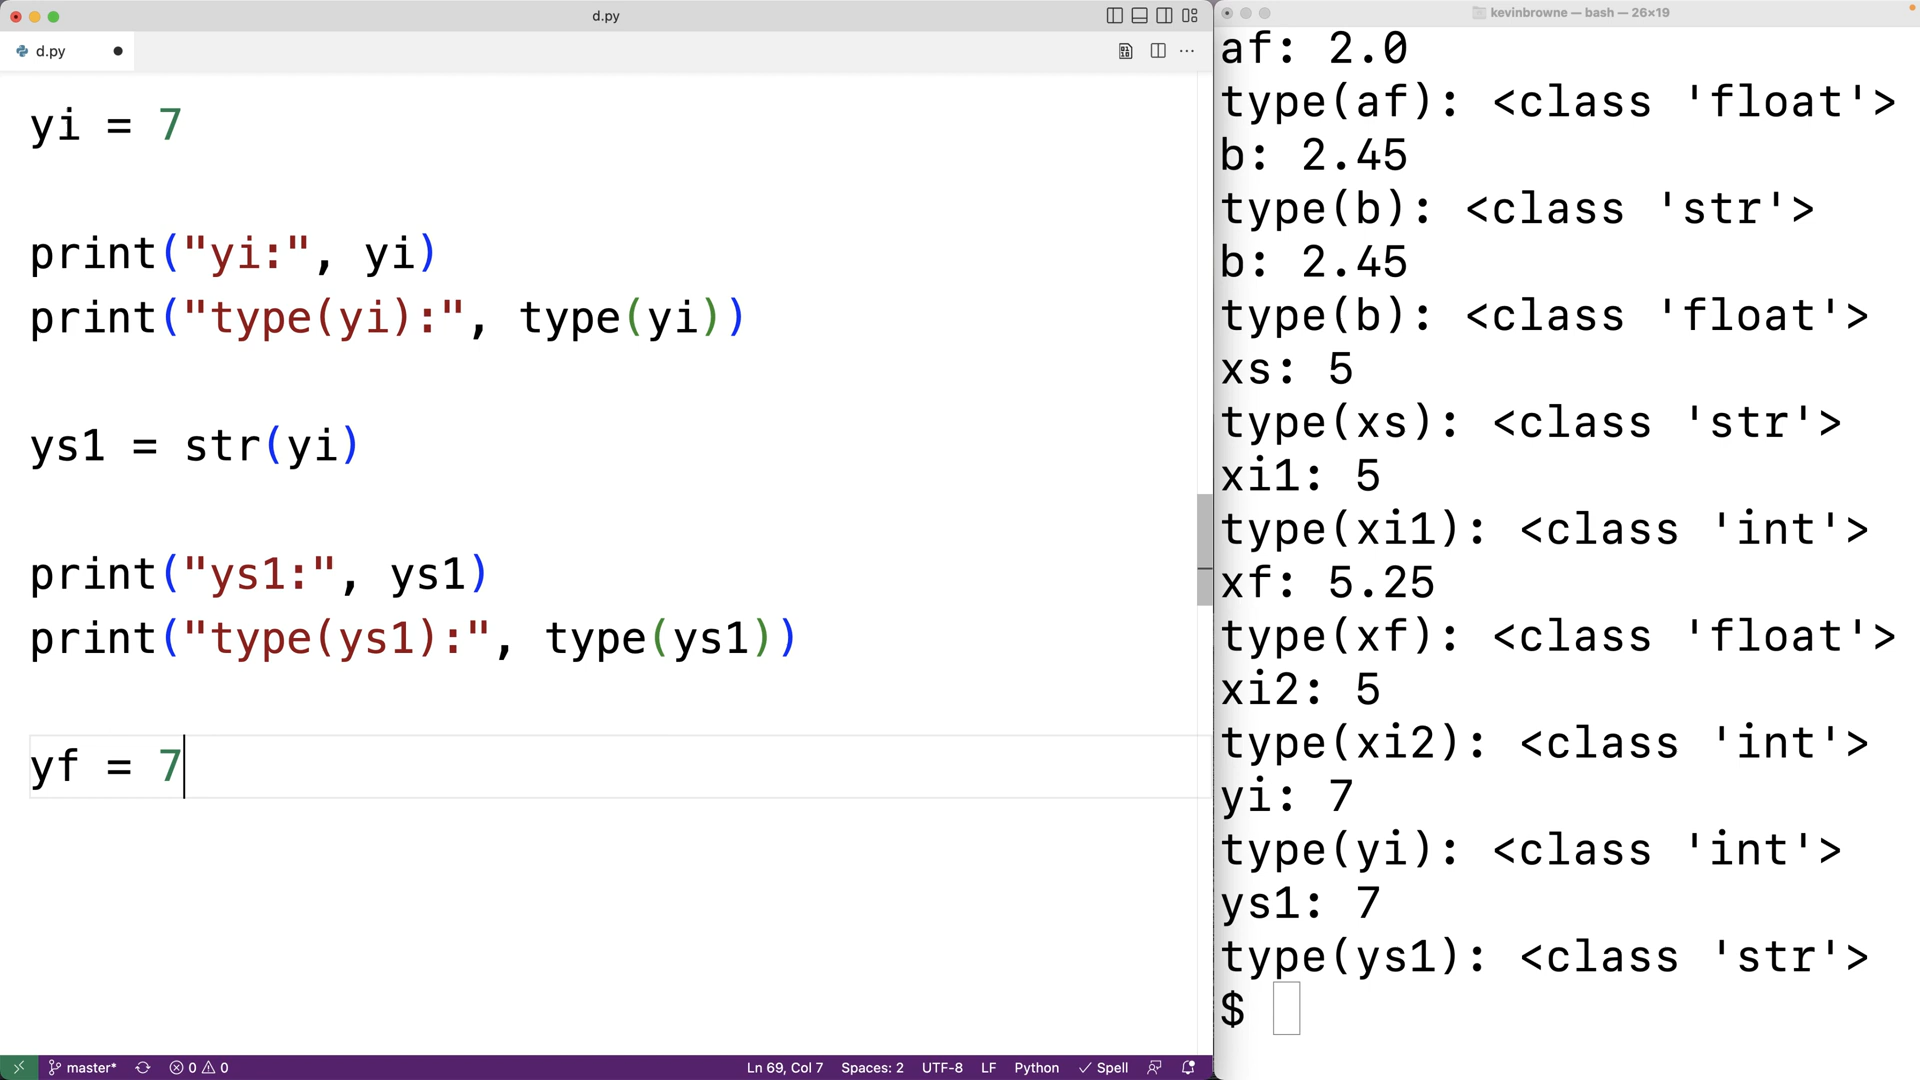 d.py
d.py
yi = 7
print("yi:", yi)
print("type(yi):", type(yi))
ys1 = str(yi)
print("ys1:", ys1)
print("type(ys1):", type(ys1))
yf = 7
master*
0
0
Ln 69, Col 7
Spaces: 2
UTF-8
LF
Python
Spell
kevinbrowne — bash — 26×19
af: 2.0
type(af): <class 'float'>
b: 2.45
type(b): <class 'str'>
b: 2.45
type(b): <class 'float'>
xs: 5
type(xs): <class 'str'>
xi1: 5
type(xi1): <class 'int'>
xf: 5.25
type(xf): <class 'float'>
xi2: 5
type(xi2): <class 'int'>
yi: 7
type(yi): <class 'int'>
ys1: 7
type(ys1): <class 'str'>
$